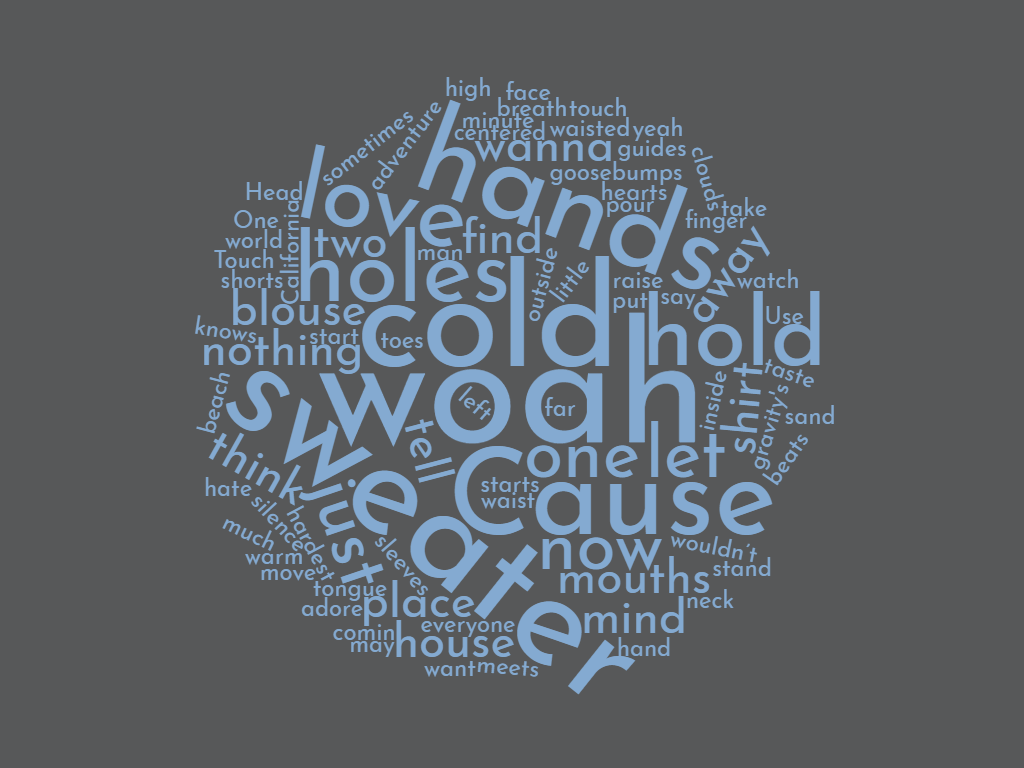 high
face
breath
touch
minute
centered
waisted
yeah
sometimes
adventure
hands
wanna
guides
goosebumps
clouds
love
hearts
pour
Head
California
One
finger
take
world
two
man
find
away
Touch
holes
outside
little
raise
watch
shorts
put
say
blouse
cold
hold
Use
knows
start
toes
nothing
woah
taste
beach
left
far
inside
shirt
gravity's
sand
sweater
tell
one
let
beats
think
Cause
starts
waist
hate
just
silence
hardest
much
now
wouldn't
warm
sleeves
mouths
stand
move
tongue
adore
place
neck
comin
everyone
mind
may
house
hand
want
meets